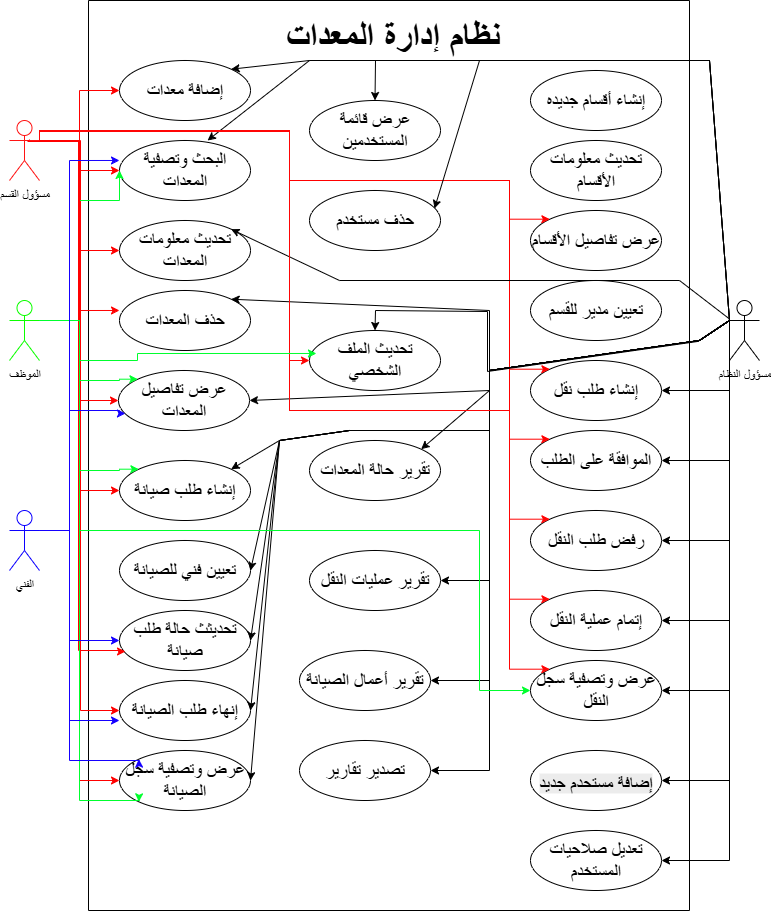 نظام إدارة المعدات
إضافة معدات
عرض قائمة
المستخدمين
إنشاء أقسام جديده
مسؤول القسم
البحث وتصفية
المعدات
تحديث معلومات
الأقسام
حذف مستخدم
تحديث معلومات
المعدات
عرض تفاصيل الأقسام
حذف المعدات
تعيين مدير للقسم
الموظف
تحديث الملف
الشخصي
مسؤول النظام
عرض تفاصيل
المعدات
إنشاء طلب نقل
إنشاء طلب صيانة
تقرير حالة المعدات
الموافقة على الطلب
رفض طلب النقل
الفني
تعيين فني للصيانة
تقرير عمليات النقل
تحديثث حالة طلب
صيانة
إتمام عملية النقل
إنهاء طلب الصيانة
تقرير أعمال الصيانة
عرض وتصفية سجل
النقل
عرض وتصفية سجل
الصيانة
تصدير تقارير
إضافة مستحدم جديد
تعديل صلاحيات
المستخدم